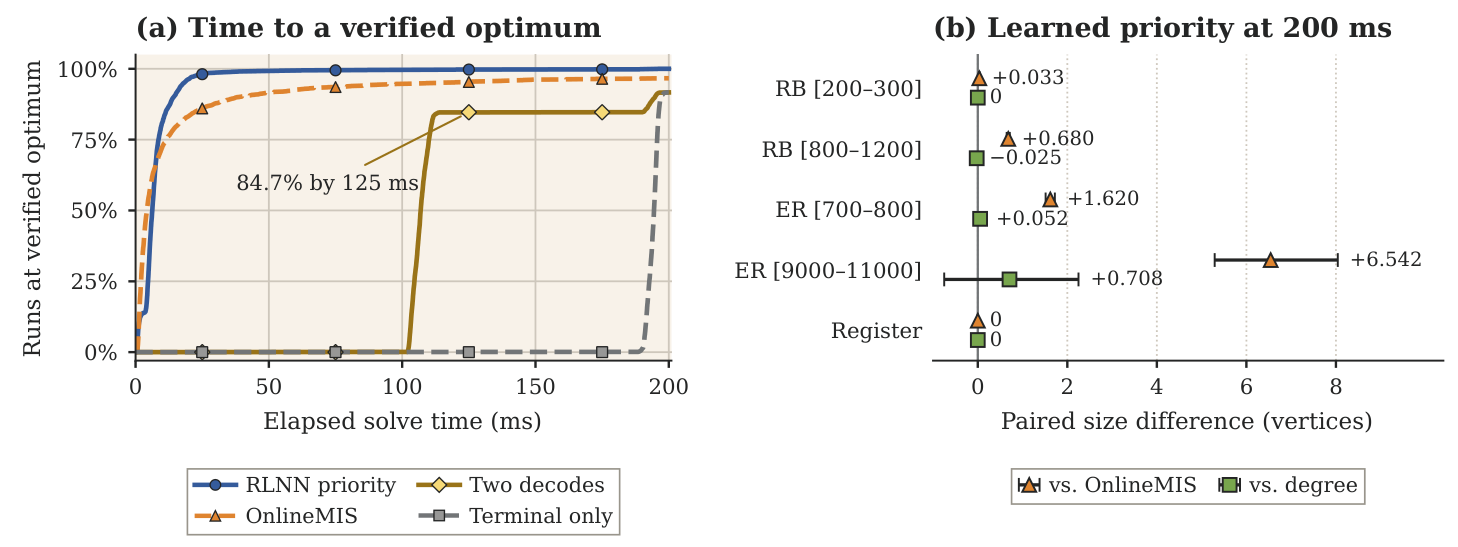 (a) Time to a verified optimum
Runs at verified optimum
100%
75%
50%
25%
0%
84.7% by 125 ms
0 50 100 150 200
Elapsed solve time (ms)
RLNN priority
Two decodes
OnlineMIS
Terminal only
(b) Learned priority at 200 ms
RB [200–300]
+0.033
0
RB [800–1200]
+0.680
−0.025
ER [700–800]
+1.620
+0.052
ER [9000–11000]
+6.542
+0.708
Register
0
0
0 2 4 6 8
Paired size difference (vertices)
vs. OnlineMIS
vs. degree